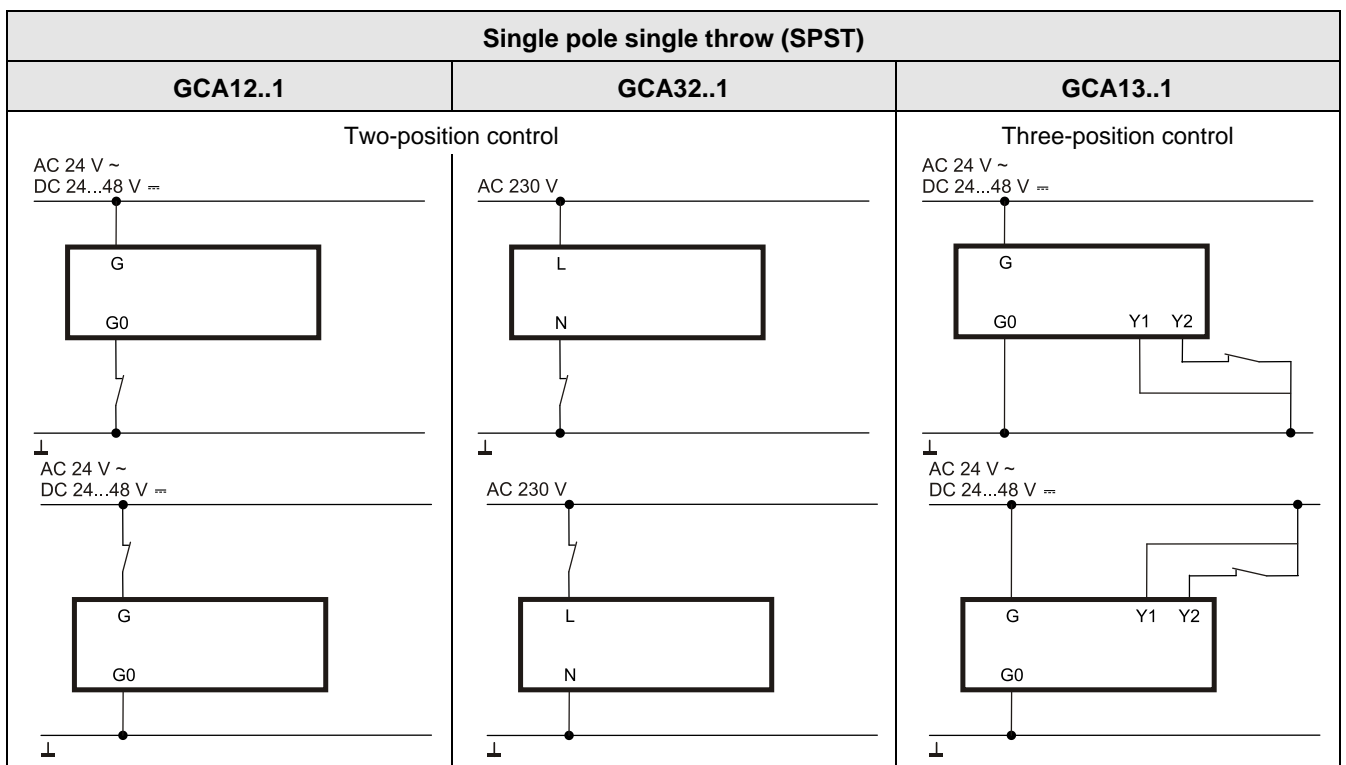 Single pole single throw (SPST)
GCA12..1
GCA32..1
GCA13..1
Two-position control
Three-position control
AC 24 V ~
DC 24...48 V ⎓
G
G0
AC 230 V
L
N
AC 24 V ~
DC 24...48 V ⎓
G
G0
Y1
Y2
AC 24 V ~
DC 24...48 V ⎓
G
G0
AC 230 V
L
N
AC 24 V ~
DC 24...48 V ⎓
G
Y1
Y2
G0